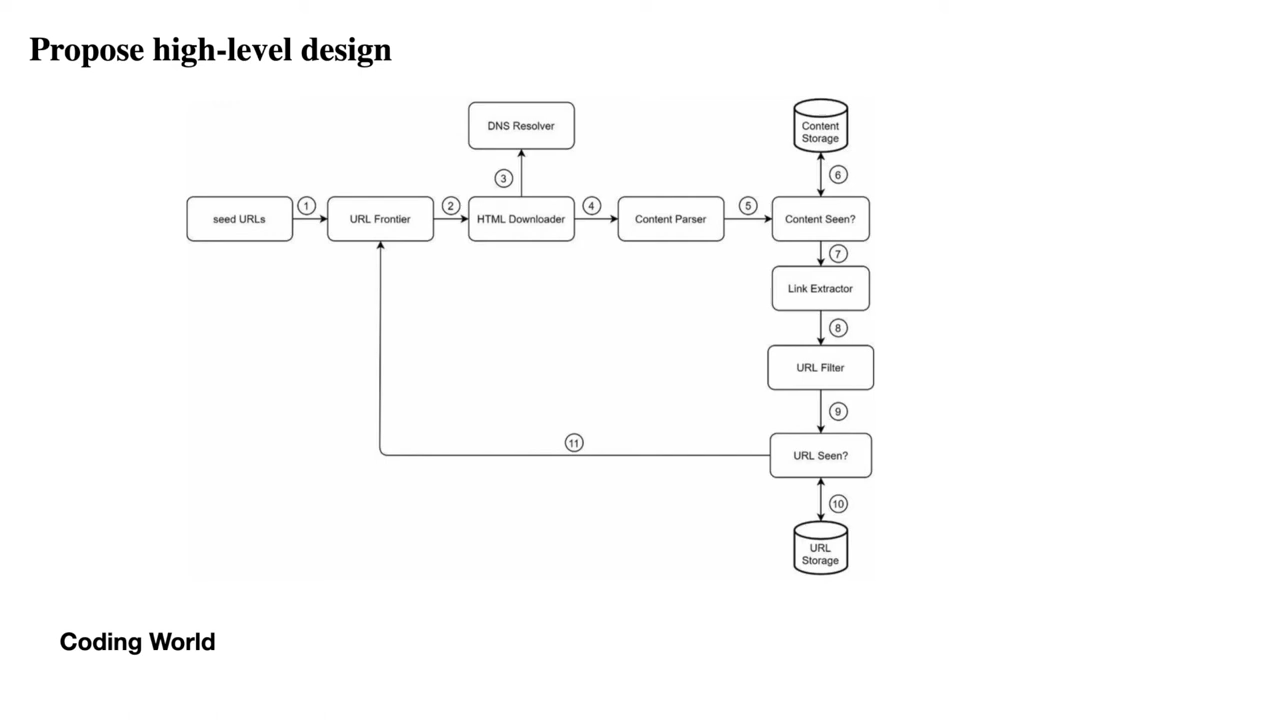 Propose high-level design
DNS Resolver
Content
Storage
3
6
seed URLs
1
URL Frontier
2
HTML Downloader
4
Content Parser
5
Content Seen?
7
Link Extractor
8
URL Filter
9
11
URL Seen?
10
URL
Storage
Coding World